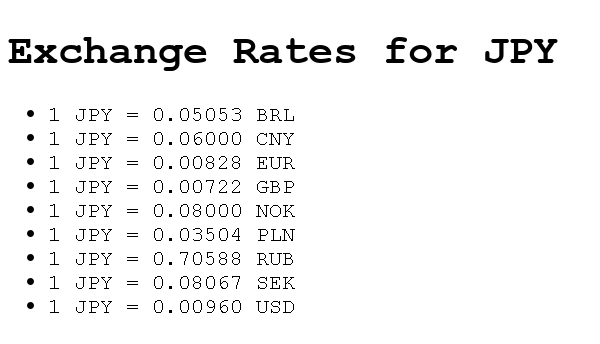 Exchange Rates for JPY
• 1 JPY = 0.05053 BRL
• 1 JPY = 0.06000 CNY
• 1 JPY = 0.00828 EUR
• 1 JPY = 0.00722 GBP
• 1 JPY = 0.08000 NOK
• 1 JPY = 0.03504 PLN
• 1 JPY = 0.70588 RUB
• 1 JPY = 0.08067 SEK
• 1 JPY = 0.00960 USD